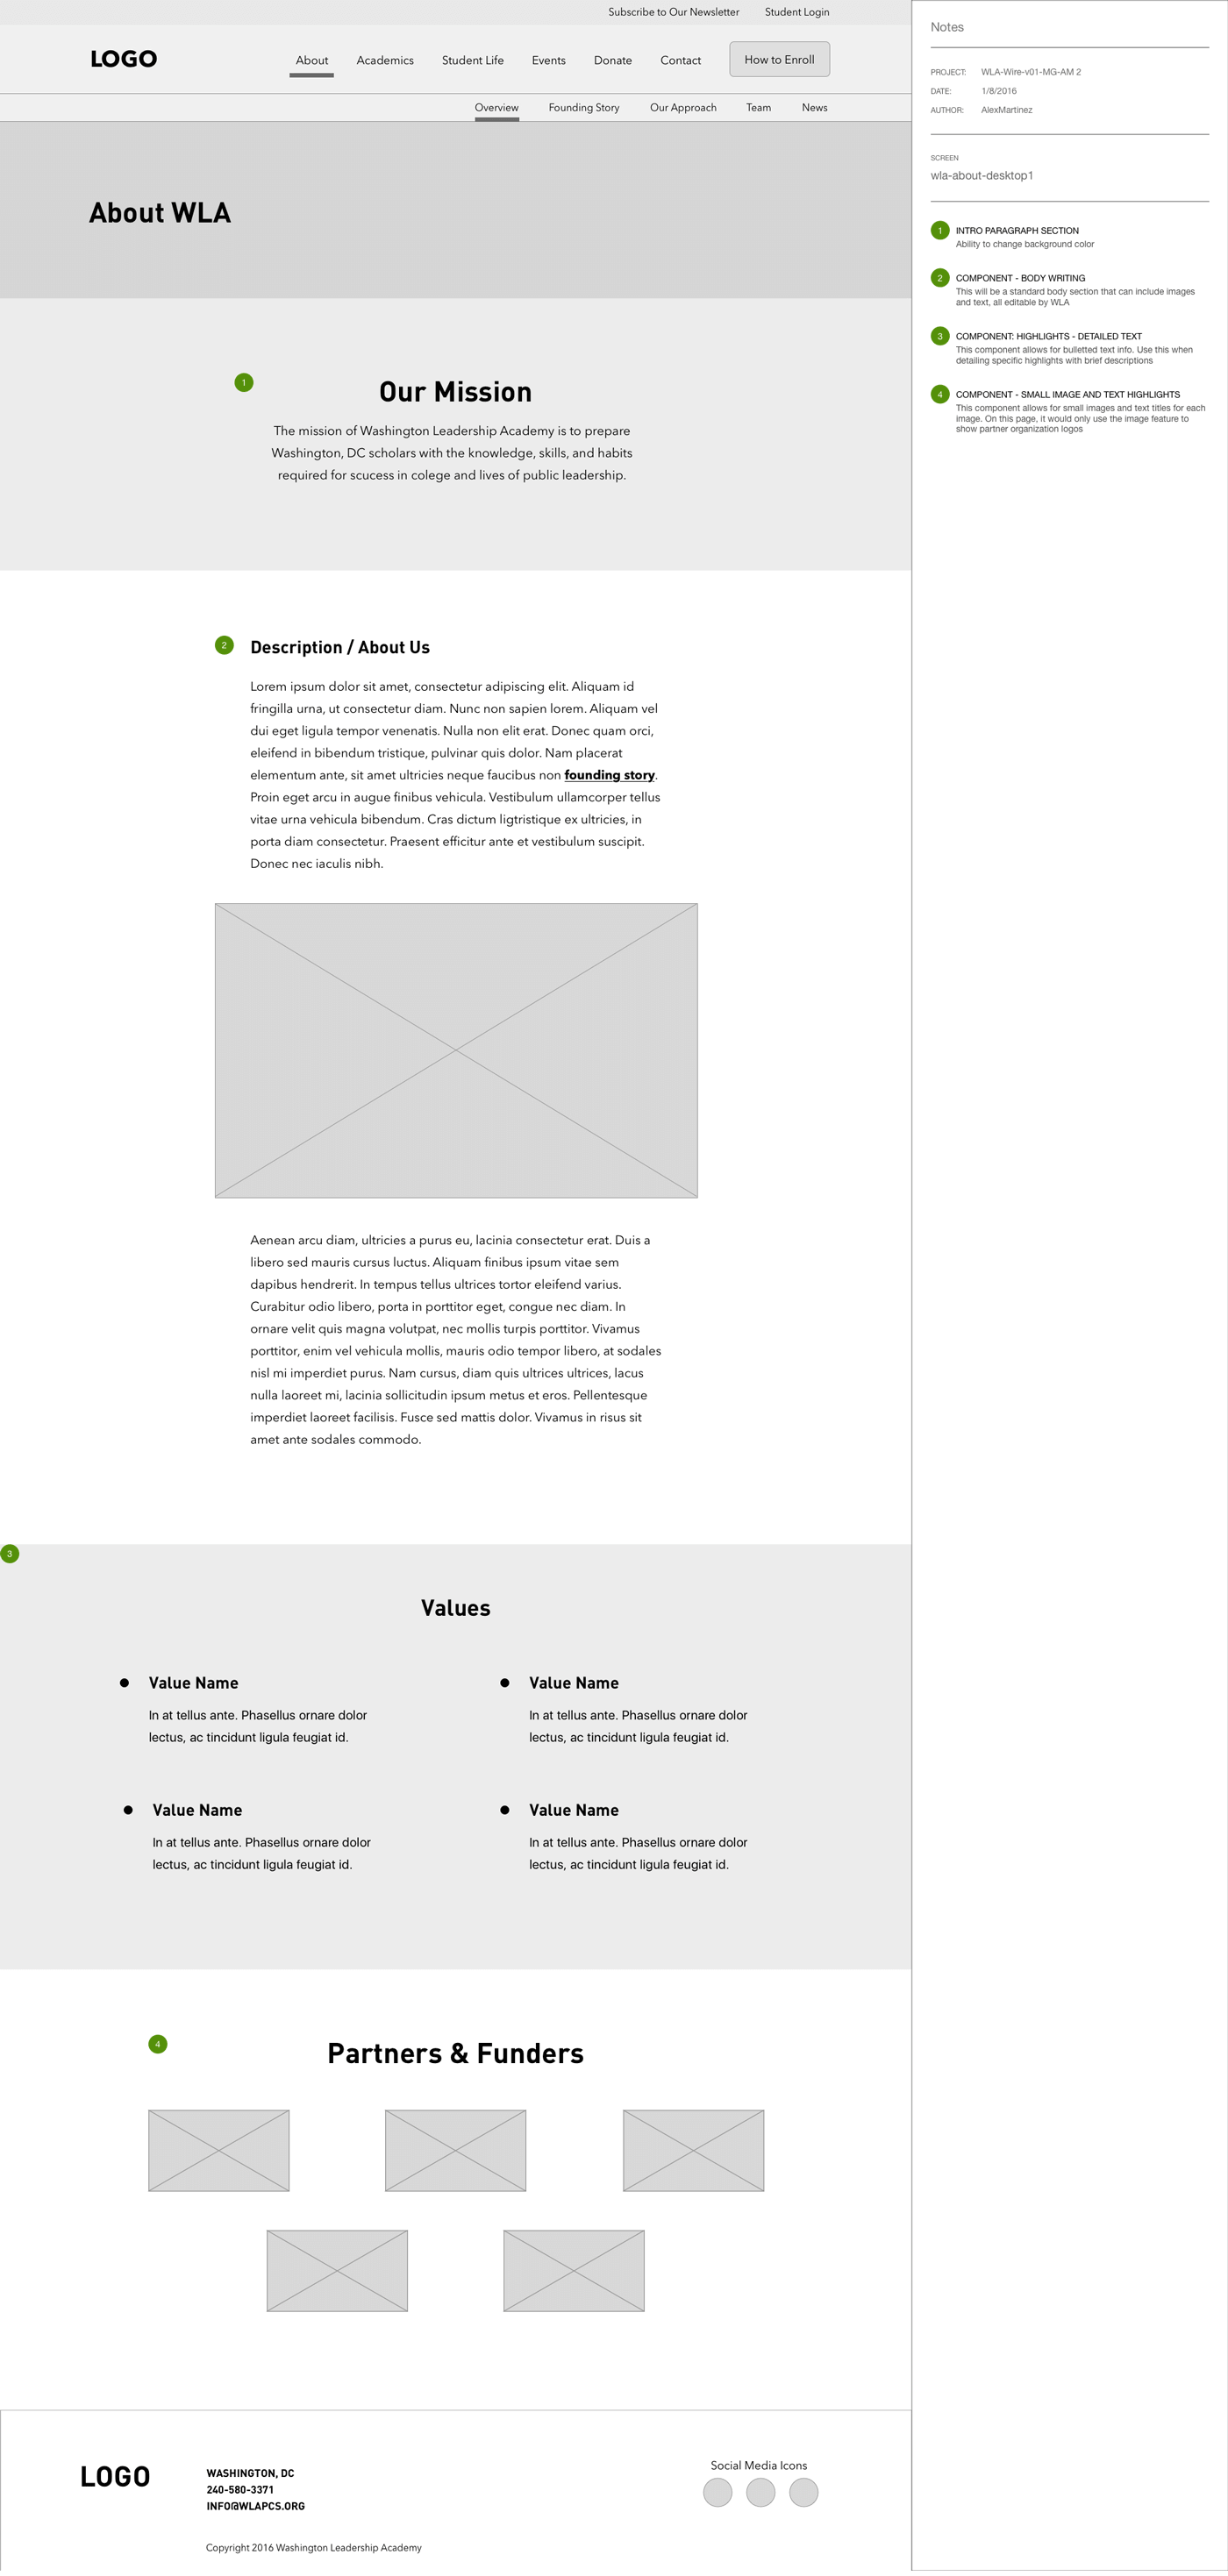 Subscribe to Our Newsletter Student Login
LOGO About Academics Student Life Events Donate Contact How to Enroll
Overview Founding Story Our Approach Team News
About WLA
1 Our Mission
The mission of Washington Leadership Academy is to prepare
Washington, DC scholars with the knowledge, skills, and habits
required for scucess in colege and lives of public leadership.
2 Description / About Us
Lorem ipsum dolor sit amet, consectetur adipiscing elit. Aliquam id
fringilla urna, ut consectetur diam. Nunc non sapien lorem. Aliquam vel
dui eget ligula tempor venenatis. Nulla non elit erat. Donec quam orci,
eleifend in bibendum tristique, pulvinar quis dolor. Nam placerat
elementum ante, sit amet ultricies neque faucibus non founding story.
Proin eget arcu in augue finibus vehicula. Vestibulum ullamcorper tellus
vitae urna vehicula bibendum. Cras dictum ligtristique ex ultricies, in
porta diam consectetur. Praesent efficitur ante et vestibulum suscipit.
Donec nec iaculis nibh.
Aenean arcu diam, ultricies a purus eu, lacinia consectetur erat. Duis a
libero sed mauris cursus luctus. Aliquam finibus ipsum vitae sem
dapibus hendrerit. In tempus tellus ultrices tortor eleifend varius.
Curabitur odio libero, porta in porttitor eget, congue nec diam. In
ornare velit quis magna volutpat, nec mollis turpis porttitor. Vivamus
porttitor, enim vel vehicula mollis, mauris odio tempor libero, at sodales
nisl mi imperdiet purus. Nam cursus, diam quis ultrices ultrices, lacus
nulla laoreet mi, lacinia sollicitudin ipsum metus et eros. Pellentesque
imperdiet laoreet facilisis. Fusce sed mattis dolor. Vivamus in risus sit
amet ante sodales commodo.
3
Values
Value Name
In at tellus ante. Phasellus ornare dolor
lectus, ac tincidunt ligula feugiat id.
Value Name
In at tellus ante. Phasellus ornare dolor
lectus, ac tincidunt ligula feugiat id.
Value Name
In at tellus ante. Phasellus ornare dolor
lectus, ac tincidunt ligula feugiat id.
Value Name
In at tellus ante. Phasellus ornare dolor
lectus, ac tincidunt ligula feugiat id.
4 Partners & Funders
LOGO
WASHINGTON, DC
240-580-3371
INFO@WLAPCS.ORG
Copyright 2016 Washington Leadership Academy
Social Media Icons
Notes
PROJECT: WLA-Wire-v01-MG-AM 2
DATE: 1/8/2016
AUTHOR: AlexMartinez
SCREEN
wla-about-desktop1
1 INTRO PARAGRAPH SECTION
Ability to change background color
2 COMPONENT - BODY WRITING
This will be a standard body section that can include images
and text, all editable by WLA
3 COMPONENT: HIGHLIGHTS - DETAILED TEXT
This component allows for bulletted text info. Use this when
detailing specific highlights with brief descriptions
4 COMPONENT - SMALL IMAGE AND TEXT HIGHLIGHTS
This component allows for small images and text titles for each
image. On this page, it would only use the image feature to
show partner organization logos